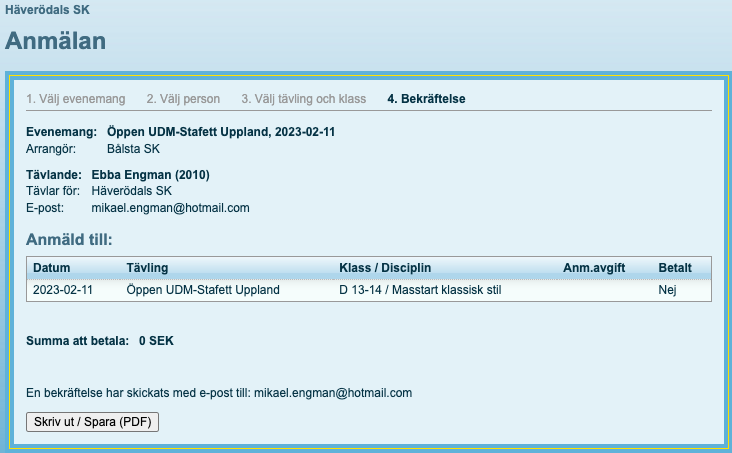 Häverödals SK
Anmälan
1. Välj evenemang 2. Välj person 3. Välj tävling och klass 4. Bekräftelse
Evenemang: Öppen UDM-Stafett Uppland, 2023-02-11
Arrangör: Bålsta SK
Tävlande: Ebba Engman (2010)
Tävlar för: Häverödals SK
E-post: mikael.engman@hotmail.com
Anmäld till:
Datum Tävling Klass / Disciplin Anm.avgift Betalt
2023-02-11 Öppen UDM-Stafett Uppland D 13-14 / Masstart klassisk stil Nej
Summa att betala: 0 SEK
En bekräftelse har skickats med e-post till: mikael.engman@hotmail.com
Skriv ut / Spara (PDF)